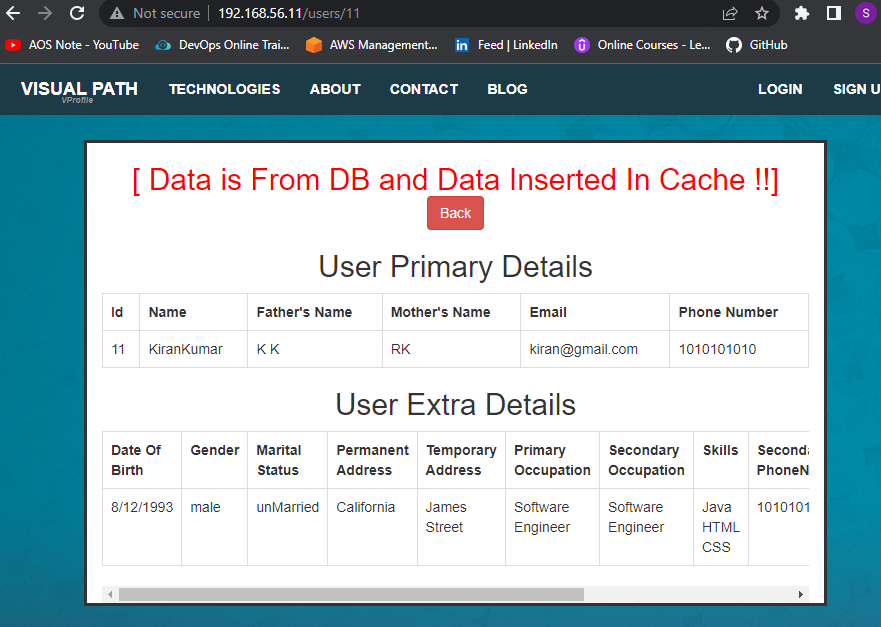 Not secure | 192.168.56.11/users/11
S
AOS Note - YouTube DevOps Online Trai... AWS Management... Feed | LinkedIn Online Courses - Le... GitHub
VISUAL PATH TECHNOLOGIES ABOUT CONTACT BLOG LOGIN SIGN U
VProfile
[ Data is From DB and Data Inserted In Cache !!]
Back
User Primary Details
Id Name Father's Name Mother's Name Email Phone Number
11 KiranKumar K K RK kiran@gmail.com 1010101010
User Extra Details
Date Of Gender Marital Permanent Temporary Primary Secondary Skills Seconda
Birth Status Address Address Occupation Occupation PhoneN
8/12/1993 male unMarried California James Software Software Java 1010101
Street Engineer Engineer HTML
CSS